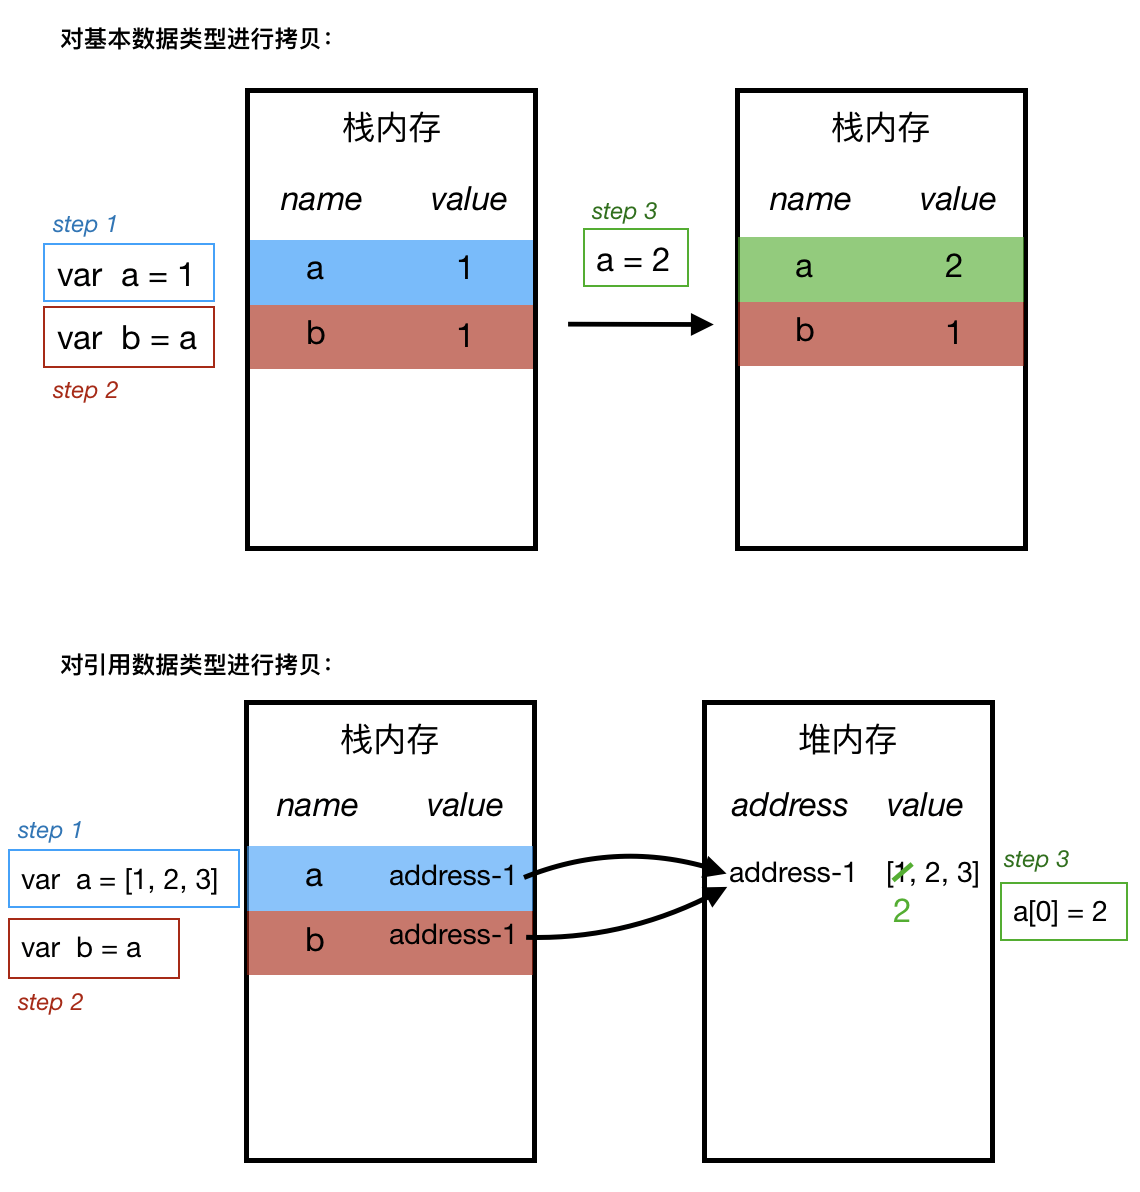 对基本数据类型进行拷贝：
栈内存
name value
step 1
var a = 1
var b = a
step 2
a 1
b 1
step 3
a = 2
栈内存
name value
a 2
b 1
对引用数据类型进行拷贝：
栈内存
name value
step 1
var a = [1, 2, 3]
var b = a
step 2
a address-1
b address-1
堆内存
address value
address-1 [1, 2, 3]
2
step 3
a[0] = 2